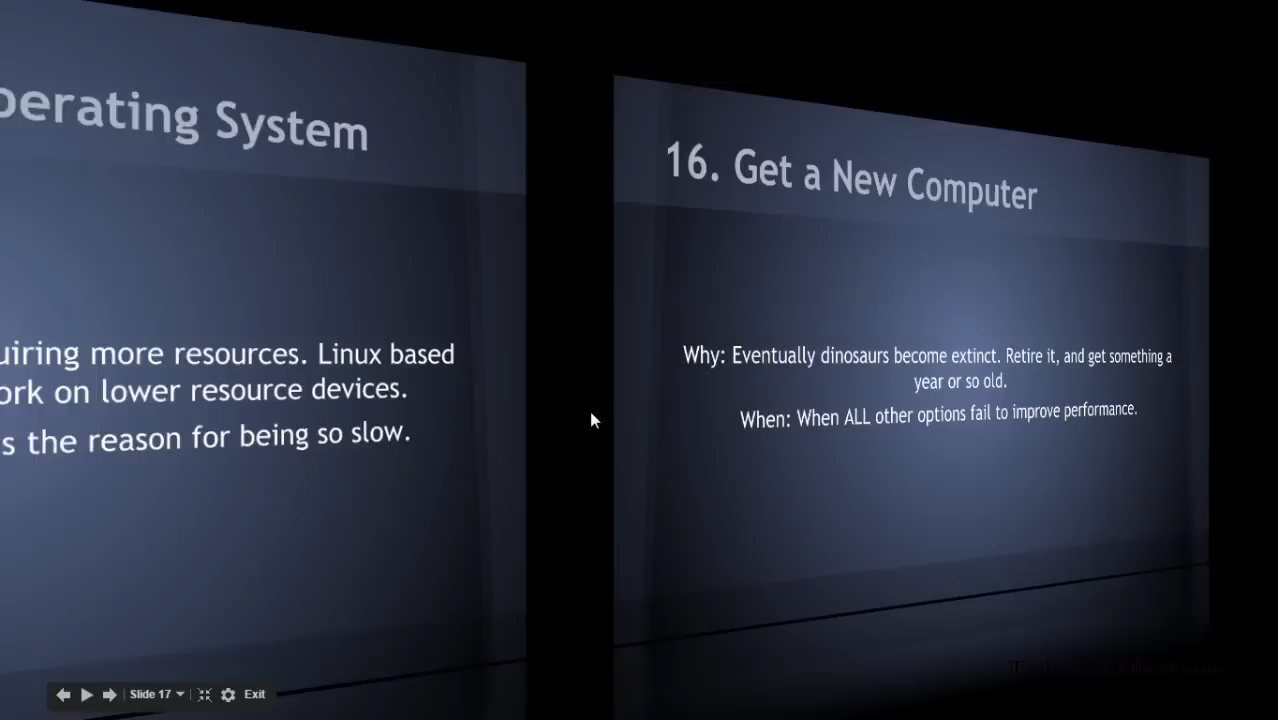 perating System
uiring more resources. Linux based
ork on lower resource devices.
s the reason for being so slow.
16. Get a New Computer
Why: Eventually dinosaurs become extinct. Retire it, and get something a
year or so old.
When: When ALL other options fail to improve performance.
Slide 17
Exit